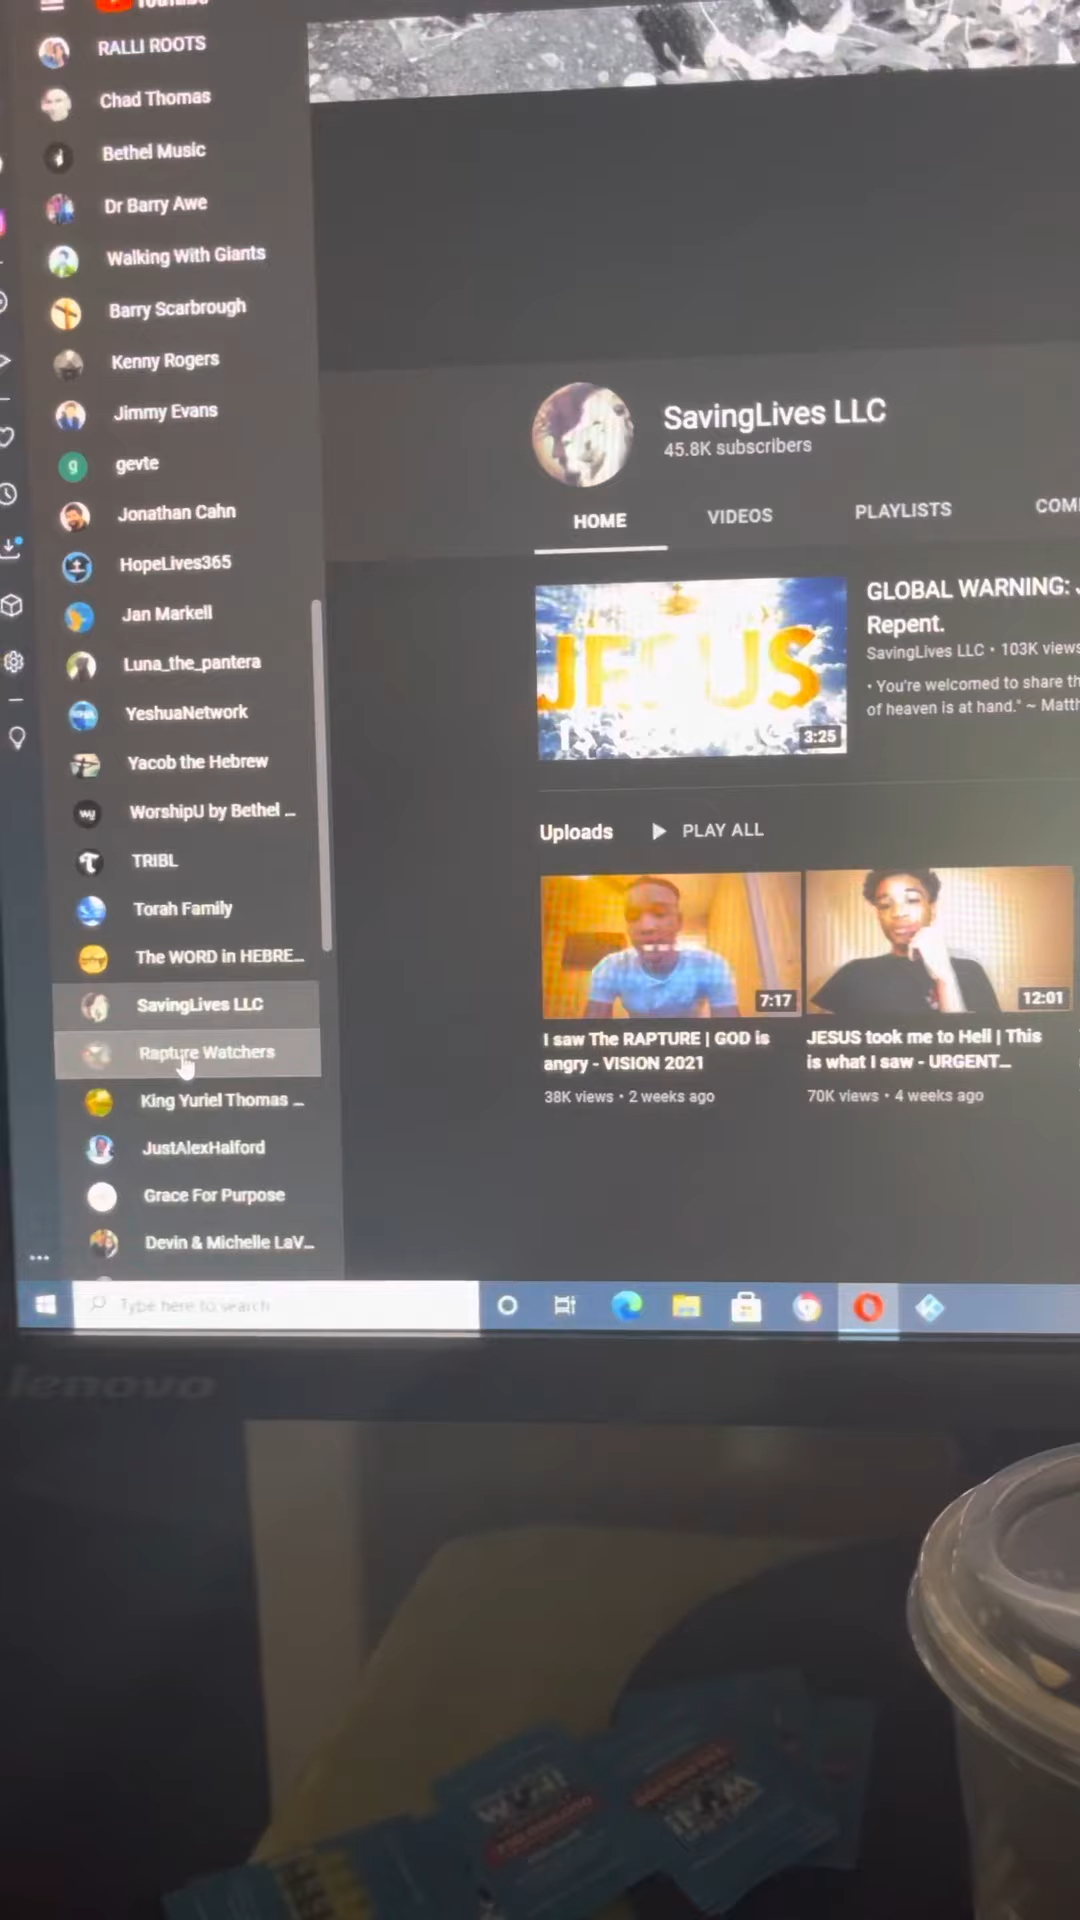 YouTube
RALLI ROOTS
Chad Thomas
Bethel Music
Dr Barry Awe
Walking With Giants
Barry Scarbrough
Kenny Rogers
Jimmy Evans
g
gevte
Jonathan Cahn
HopeLives365
Jan Markell
Luna_the_pantera
YeshuaNetwork
Yacob the Hebrew
wu
WorshipU by Bethel ...
TRIBL
Torah Family
The WORD in HEBRE...
SavingLives LLC
Rapture Watchers
King Yuriel Thomas ...
JustAlexHalford
Grace For Purpose
Devin & Michelle LaV...
SavingLives LLC
45.8K subscribers
HOME VIDEOS PLAYLISTS COM
JESUS
IS
3:25
GLOBAL WARNING: J
Repent.
SavingLives LLC • 103K views
• You're welcomed to share th
of heaven is at hand." ~ Matth
Uploads PLAY ALL
7:17
12:01
I saw The RAPTURE | GOD is
angry - VISION 2021
38K views • 2 weeks ago
JESUS took me to Hell | This
is what I saw - URGENT...
70K views • 4 weeks ago
Type here to search
lenovo